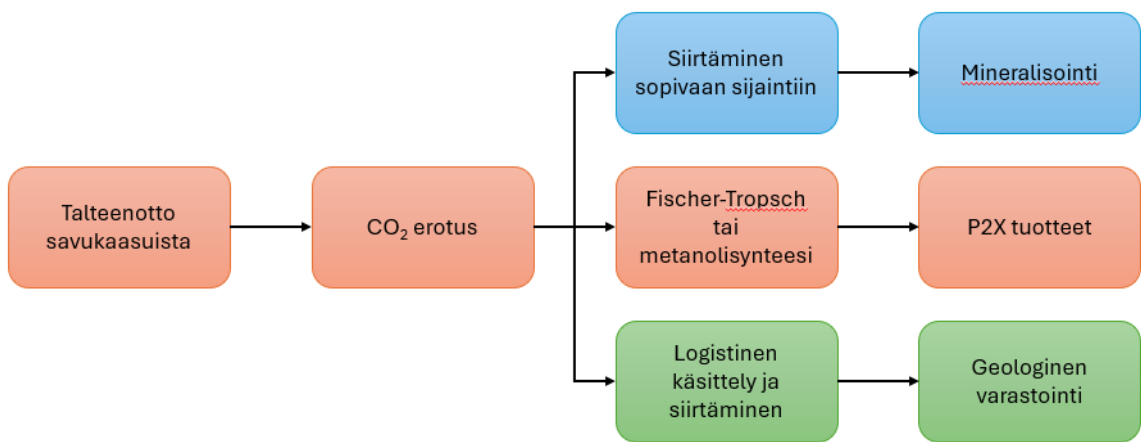 Talteenotto
savukaasuista
CO₂ erotus
Siirtäminen
sopivaan sijaintiin
Mineralisointi
Fischer-Tropsch
tai
metanolisynteesi
P2X tuotteet
Logistinen
käsittely ja
siirtäminen
Geologinen
varastointi